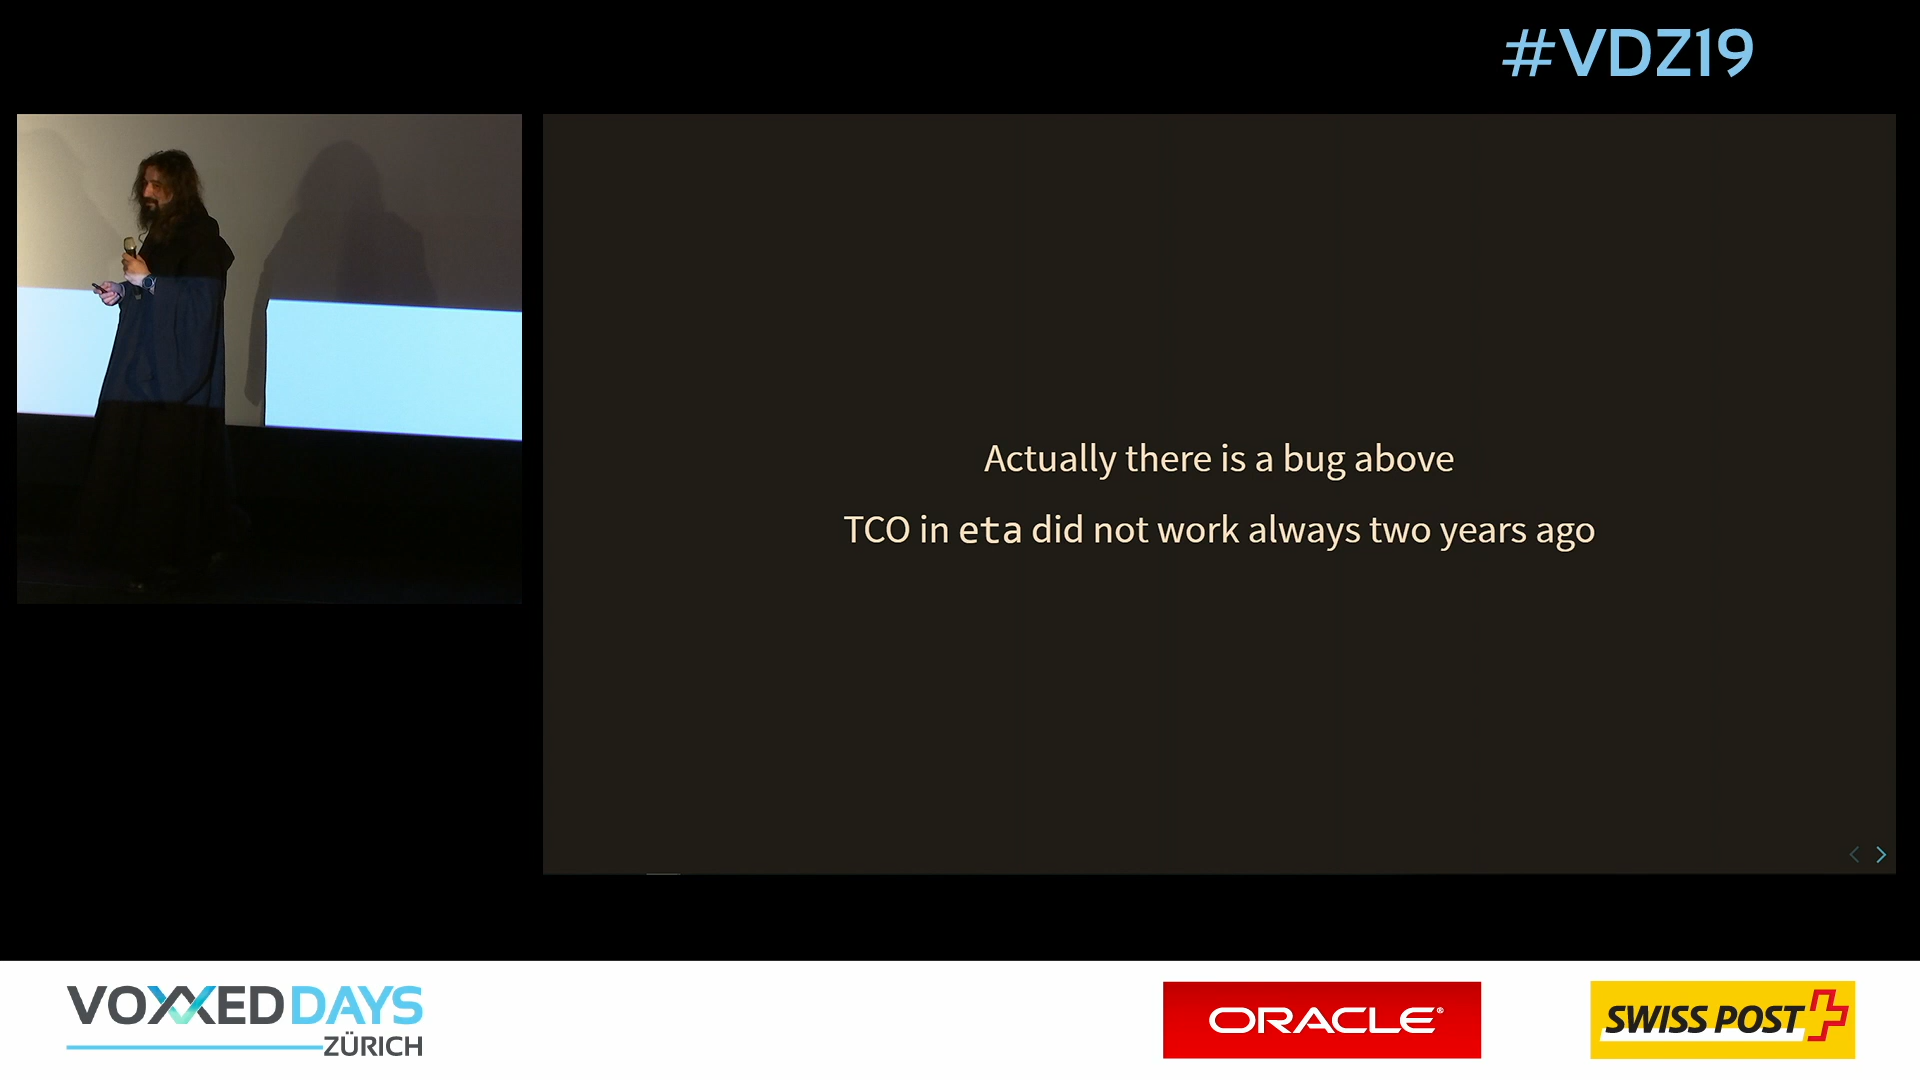 #VDZ19
Actually there is a bug above
TCO in eta did not work always two years ago
VOXXED DAYS
ZÜRICH
ORACLE®
SWISS POST